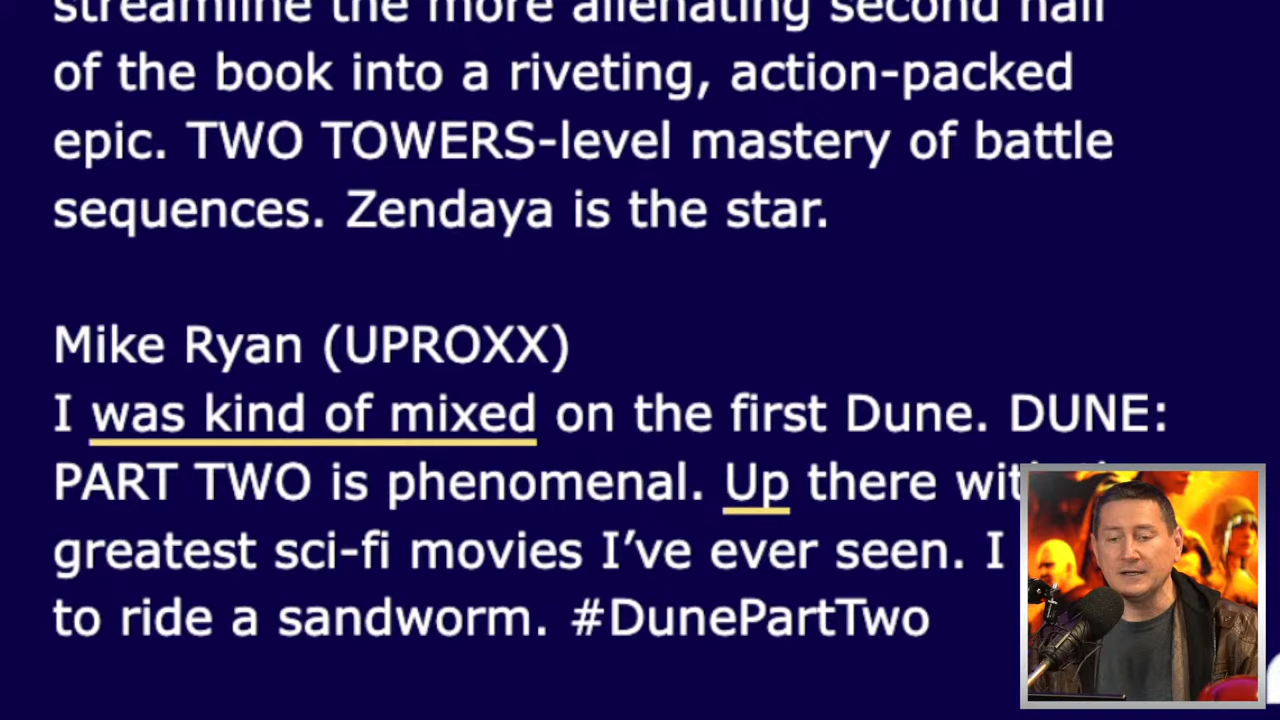 streamline the more alienating second half
of the book into a riveting, action-packed
epic. TWO TOWERS-level mastery of battle
sequences. Zendaya is the star.
Mike Ryan (UPROXX)
I was kind of mixed on the first Dune. DUNE:
PART TWO is phenomenal. Up there
greatest sci-fi movies I’ve ever seen. I
to ride a sandworm. #DunePartTwo